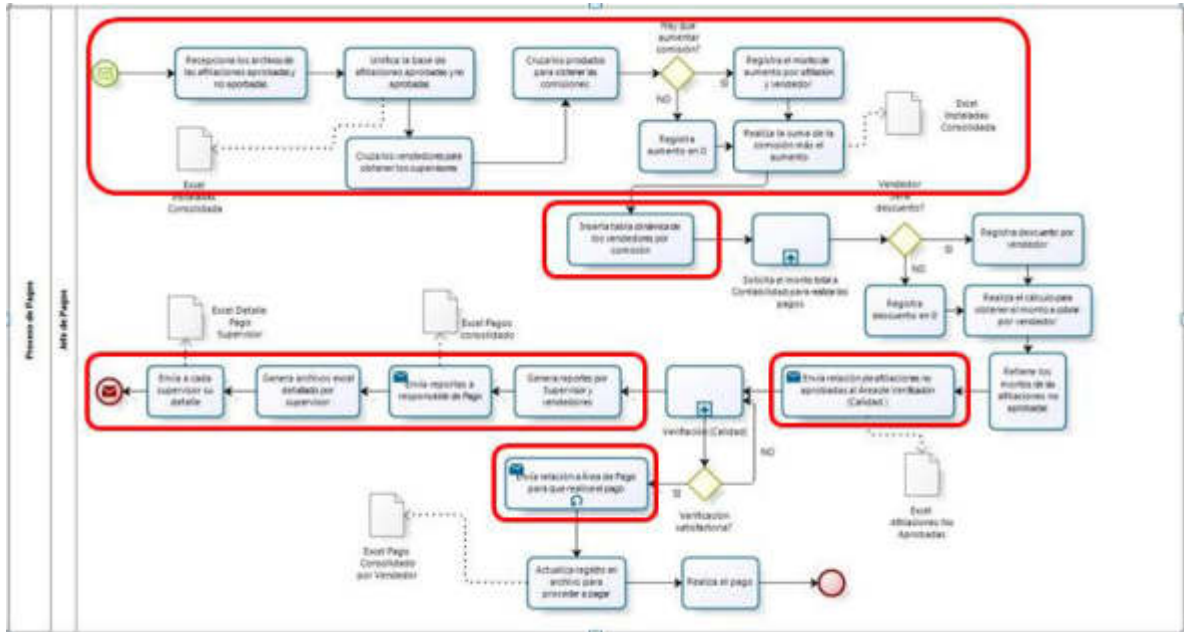 Proceso de Pagos
Jefe de Pagos
Recepciona los archivos de
las afiliaciones aprobadas y
no aprobadas
Unifica la base de
afiliaciones aprobadas y no
aprobadas
Cruza los vendedores para
obtener los supervisores
Excel
Instaladas
Consolidada
Cruza los productos
para obtener las
comisiones
Hay que
aumentar
comisión?
SI
NO
Registra el monto de
aumento por afiliación
y vendedor
Registra
aumento en 0
Realiza la suma de la
comisión más el
aumento
Excel
Instaladas
Consolidada
Inserta tabla dinámica de
los vendedores por
comisión
Solicita el monto total a
Contabilidad para realizar los
pagos
Vendedor
descuento?
SI
NO
Registra descuento por
vendedor
Registra
descuento en 0
Realiza el cálculo para
obtener el monto a cobrar
por vendedor
Retiene los
montos de las
afiliaciones no
aprobadas
Envía relación de afiliaciones no
aprobadas al Área de Verificación
(Calidad)
Excel
Afiliaciones No
Aprobadas
Verificación (Calidad)
NO
SI
Verificación
satisfactoria?
Genera reportes por
Supervisor y
vendedores
Envía reportes a
responsable de Pago
Excel Pagos
consolidado
Genera archivos excel
detallado por
supervisor
Envía a cada
supervisor su
detalle
Excel Detalle
Pago
Supervisor
Envía relación a Área de Pago
para que realice el pago
Actualiza registro en
archivo para
proceder a pagar
Excel Pago
Consolidado
por Vendedor
Realiza el pago